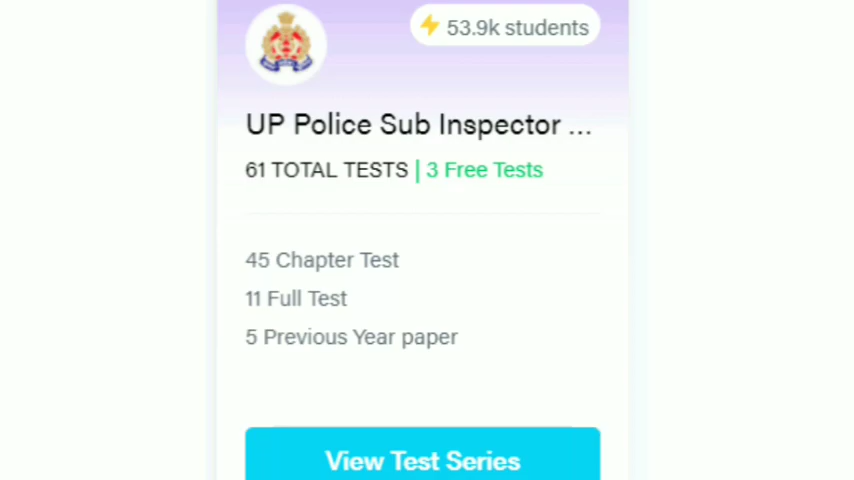 53.9k students
UP Police Sub Inspector ...
61 TOTAL TESTS | 3 Free Tests
45 Chapter Test
11 Full Test
5 Previous Year paper
View Test Series